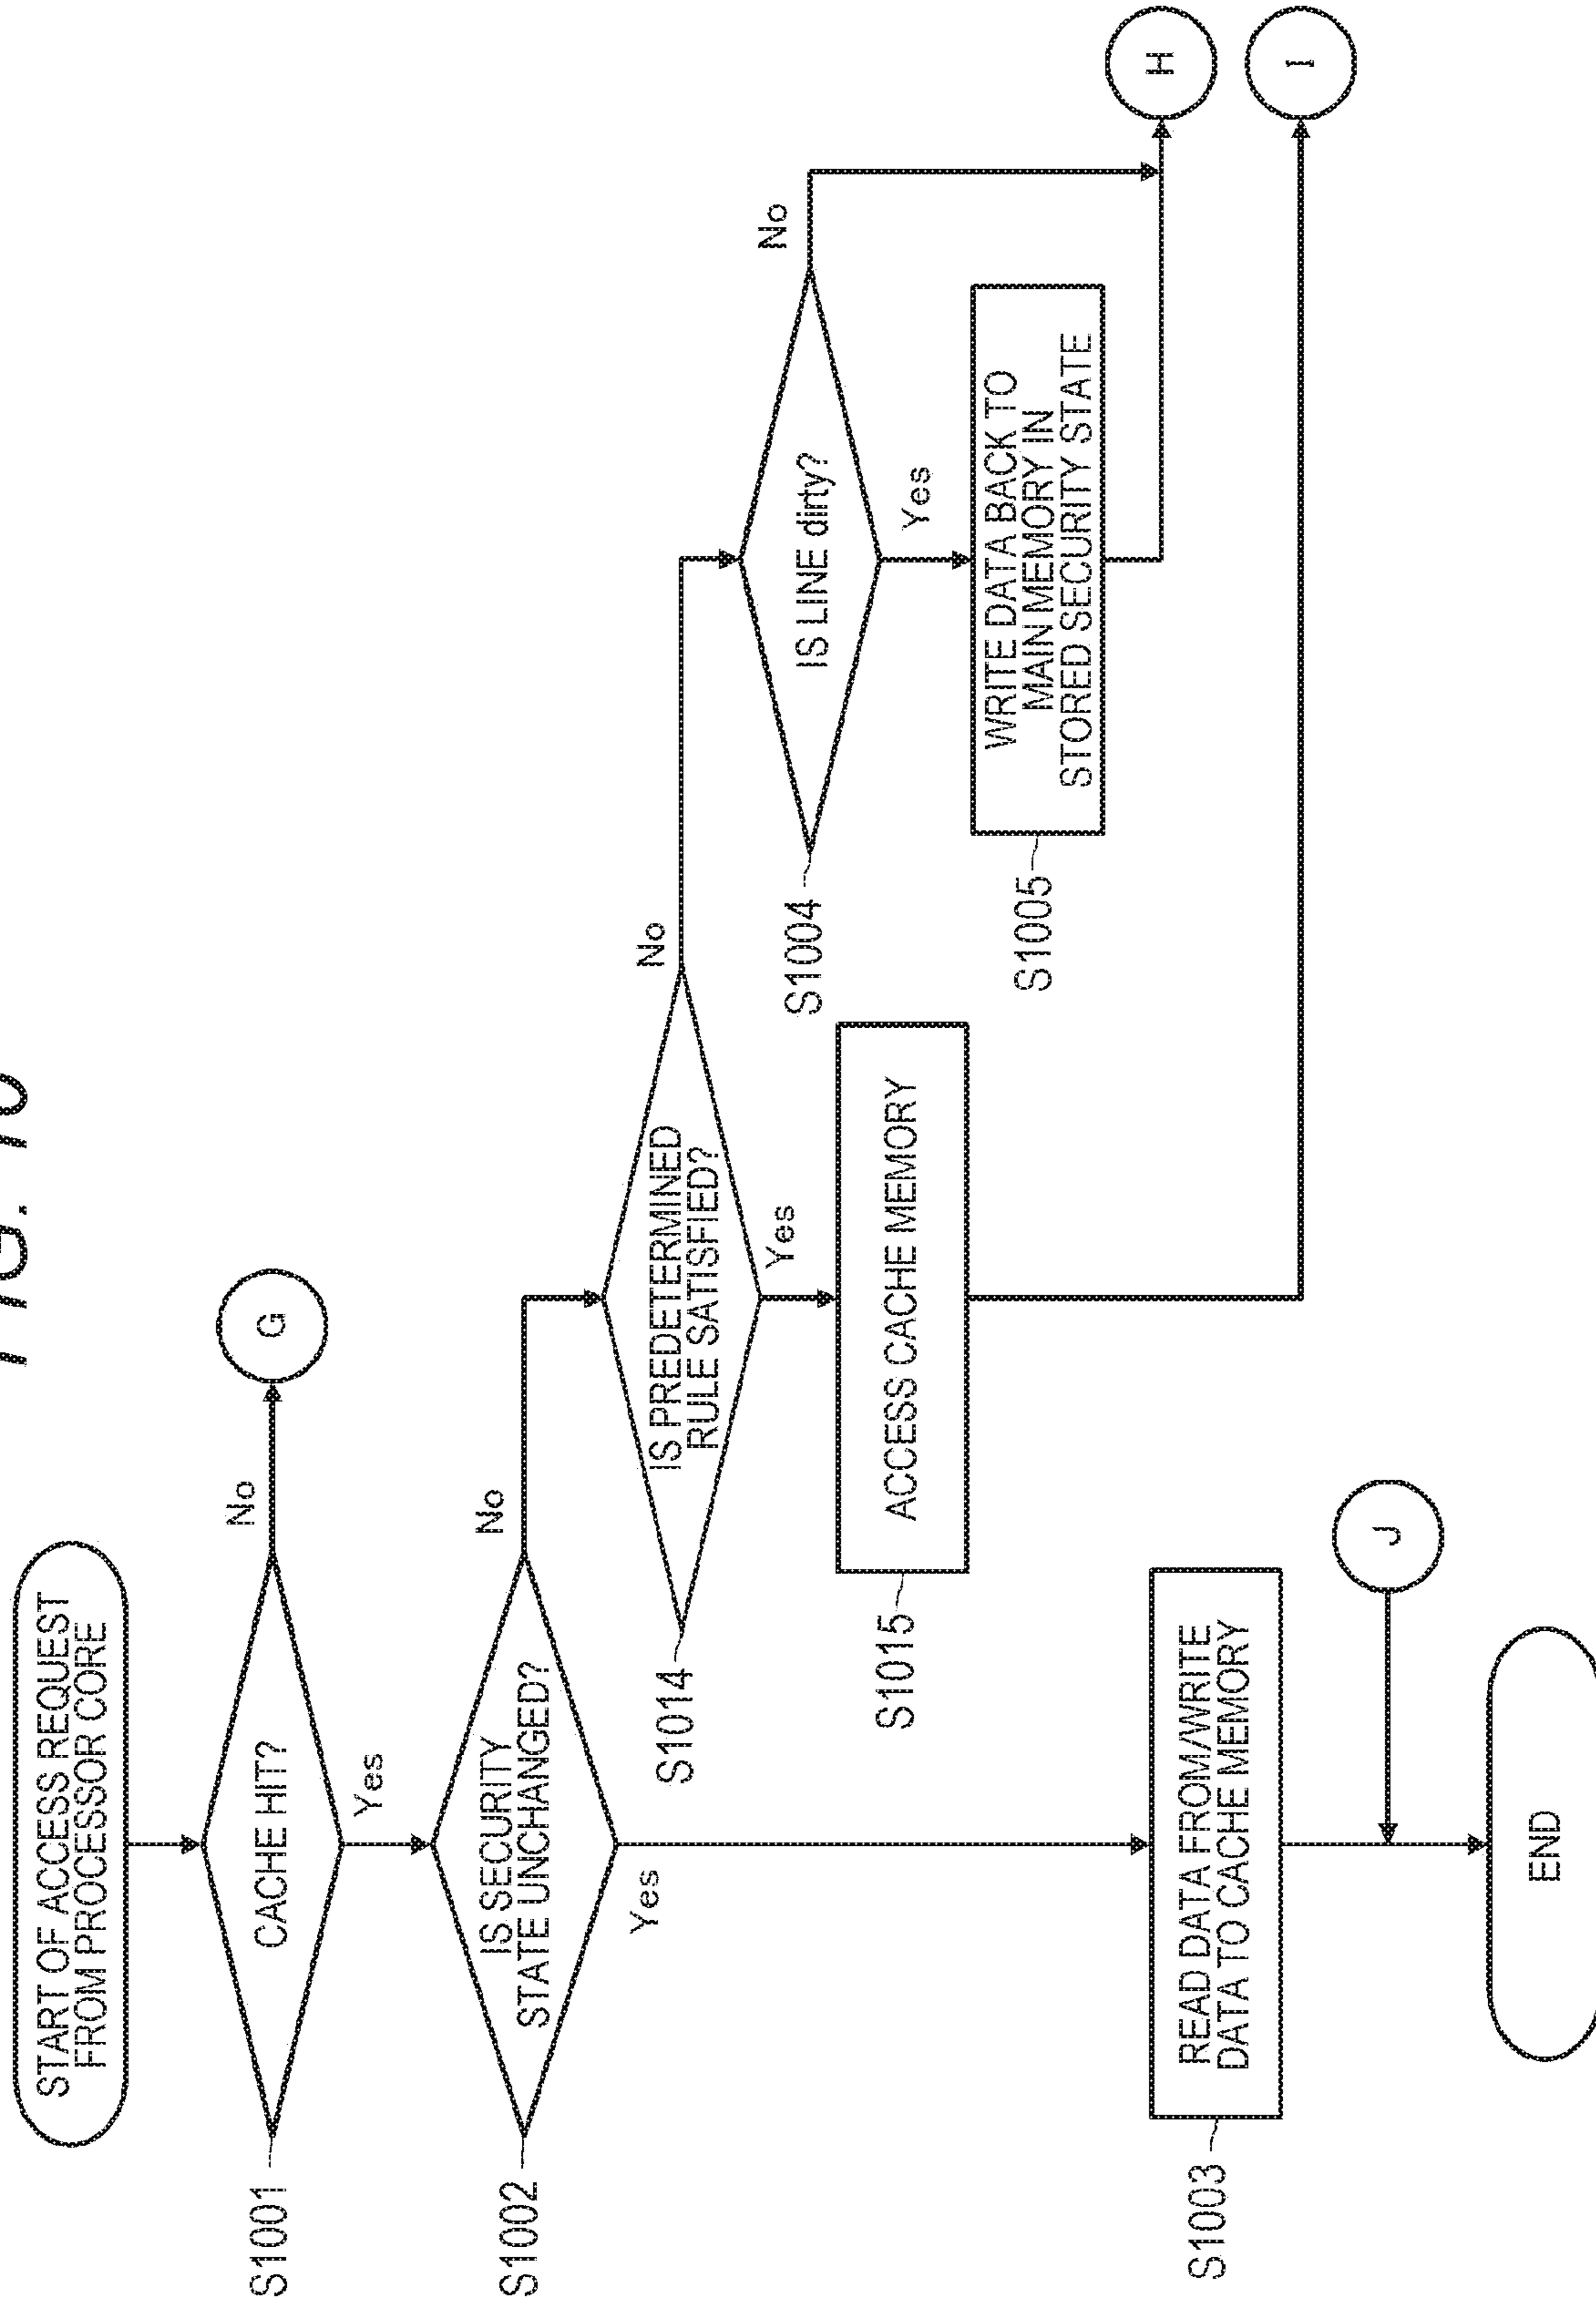 FIG. 10
START OF ACCESS REQUEST
FROM PROCESSOR CORE
S1001
CACHE HIT?
No
G
Yes
S1002
IS SECURITY
STATE UNCHANGED?
No
Yes
S1014
IS PREDETERMINED
RULE SATISFIED?
No
Yes
S1015
ACCESS CACHE MEMORY
S1004
IS LINE dirty?
No
Yes
S1005
WRITE DATA BACK TO
MAIN MEMORY IN
STORED SECURITY STATE
H
I
S1003
READ DATA FROM/WRITE
DATA TO CACHE MEMORY
J
END